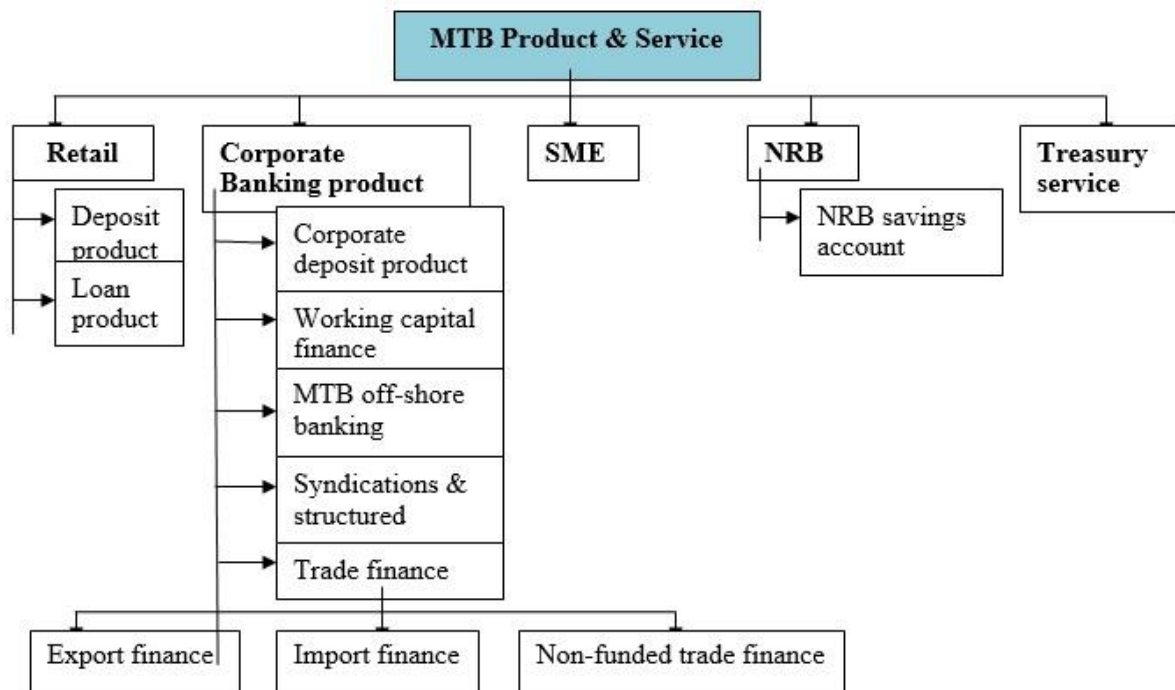 MTB Product & Service
Retail
Corporate
Banking product
SME
NRB
Treasury
service
Deposit
product
Loan
product
Corporate
deposit product
Working capital
finance
MTB off-shore
banking
Syndications &
structured
Trade finance
NRB savings
account
Export finance
Import finance
Non-funded trade finance